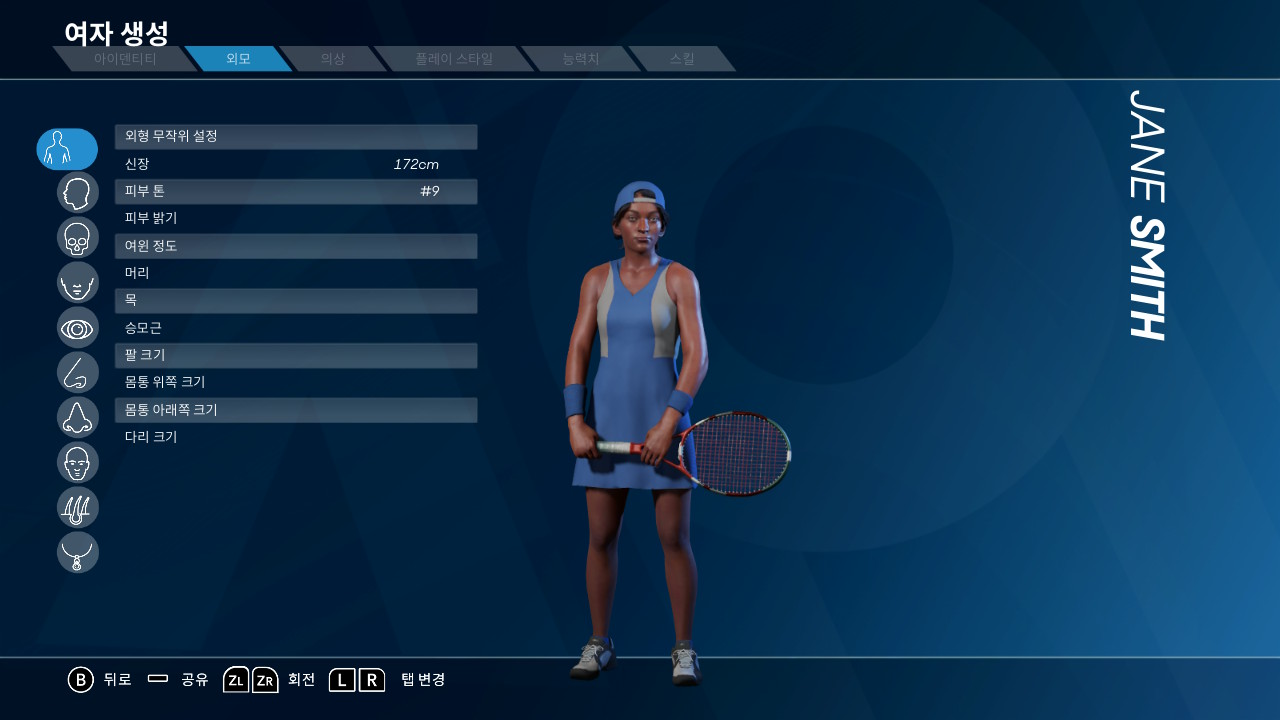 여자 생성
아이덴티티
외모
의상
플레이 스타일
능력치
스킬
외형 무작위 설정
신장 172cm
피부 톤 #9
피부 밝기
여윈 정도
머리
목
승모근
팔 크기
몸통 위쪽 크기
몸통 아래쪽 크기
다리 크기
JANE SMITH
B 뒤로 공유 ZL ZR 회전 L R 탭 변경